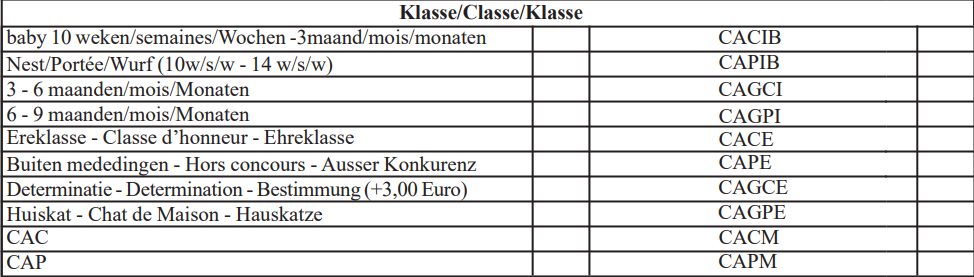 Klasse/Classe/Klasse
baby 10 weken/semaines/Wochen -3maand/mois/monaten CACIB
Nest/Portée/Wurf (10w/s/w - 14 w/s/w) CAPIB
3 - 6 maanden/mois/Monaten CAGCI
6 - 9 maanden/mois/Monaten CAGPI
Ereklasse - Classe d’honneur - Ehreklasse CACE
Buiten mededingen - Hors concours - Ausser Konkurenz CAPE
Determinatie - Determination - Bestimmung (+3,00 Euro) CAGCE
Huiskat - Chat de Maison - Hauskatze CAGPE
CAC CACM
CAP CAPM